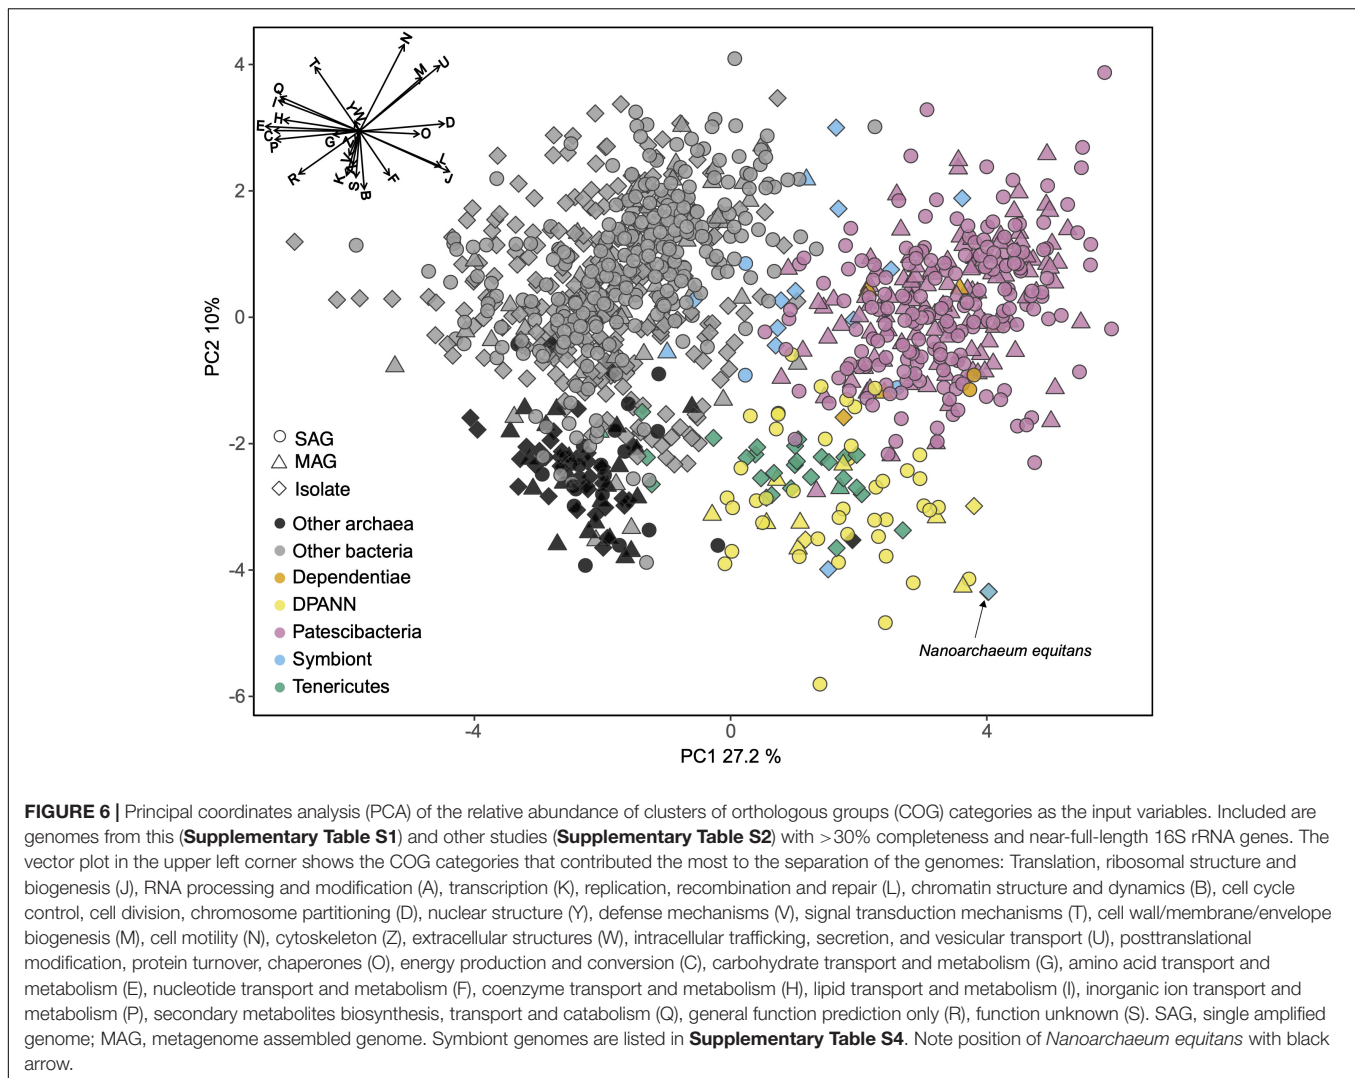 N
T
M
U
Q
I
Y
W
H
E
C
P
G
D
O
L
J
R
K
S
B
F
4
2
0
-2
-4
-6
PC2 10%
SAG
MAG
Isolate
Other archaea
Other bacteria
Dependentiae
DPANN
Patescibacteria
Symbiont
Tenericutes
Nanoarchaeum equitans
-4
0
4
PC1 27.2 %
FIGURE 6 | Principal coordinates analysis (PCA) of the relative abundance of clusters of orthologous groups (COG) categories as the input variables. Included are
genomes from this (Supplementary Table S1) and other studies (Supplementary Table S2) with >30% completeness and near-full-length 16S rRNA genes. The
vector plot in the upper left corner shows the COG categories that contributed the most to the separation of the genomes: Translation, ribosomal structure and
biogenesis (J), RNA processing and modification (A), transcription (K), replication, recombination and repair (L), chromatin structure and dynamics (B), cell cycle
control, cell division, chromosome partitioning (D), nuclear structure (Y), defense mechanisms (V), signal transduction mechanisms (T), cell wall/membrane/envelope
biogenesis (M), cell motility (N), cytoskeleton (Z), extracellular structures (W), intracellular trafficking, secretion, and vesicular transport (U), posttranslational
modification, protein turnover, chaperones (O), energy production and conversion (C), carbohydrate transport and metabolism (G), amino acid transport and
metabolism (E), nucleotide transport and metabolism (F), coenzyme transport and metabolism (H), lipid transport and metabolism (I), inorganic ion transport and
metabolism (P), secondary metabolites biosynthesis, transport and catabolism (Q), general function prediction only (R), function unknown (S). SAG, single amplified
genome; MAG, metagenome assembled genome. Symbiont genomes are listed in Supplementary Table S4. Note position of Nanoarchaeum equitans with black
arrow.